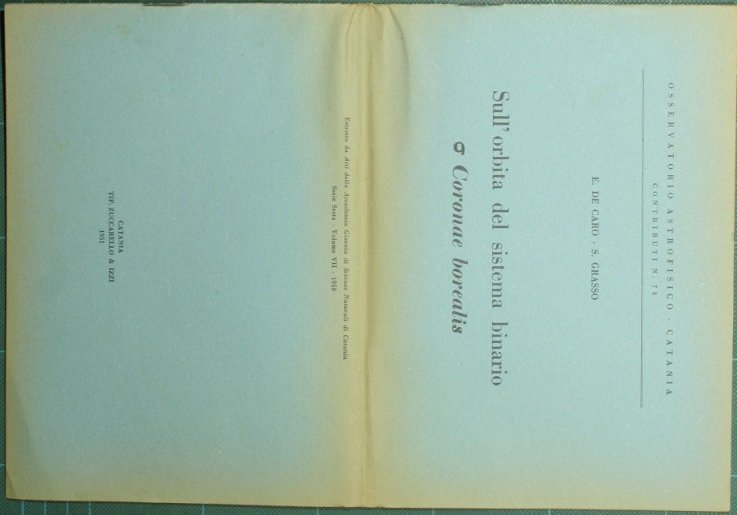 OSSERVATORIO ASTROFISICO - CATANIA
CONTRIBUTI N. 70
E. DE CARO - S. GRASSO
Sull' orbita del sistema binario
σ Coronae borealis
Estratto da Atti della Accademia Gioenia di Scienze Naturali di Catania
Serie Sesta - Volume VII - 1950
CATANIA
TIP. ZUCCARELLO & IZZI
1951